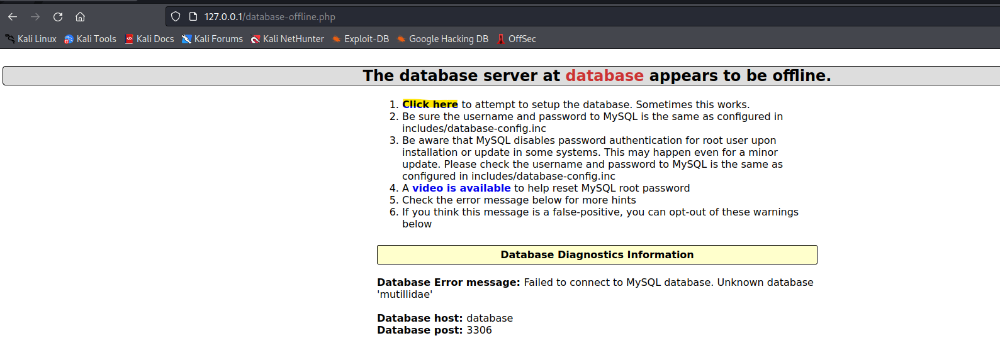 127.0.0.1/database-offline.php
Kali Linux Kali Tools Kali Docs Kali Forums Kali NetHunter Exploit-DB Google Hacking DB OffSec
The database server at database appears to be offline.
1. Click here to attempt to setup the database. Sometimes this works.
2. Be sure the username and password to MySQL is the same as configured in
includes/database-config.inc
3. Be aware that MySQL disables password authentication for root user upon
installation or update in some systems. This may happen even for a minor
update. Please check the username and password to MySQL is the same as
configured in includes/database-config.inc
4. A video is available to help reset MySQL root password
5. Check the error message below for more hints
6. If you think this message is a false-positive, you can opt-out of these warnings
below
Database Diagnostics Information
Database Error message: Failed to connect to MySQL database. Unknown database
'mutillidae'
Database host: database
Database post: 3306